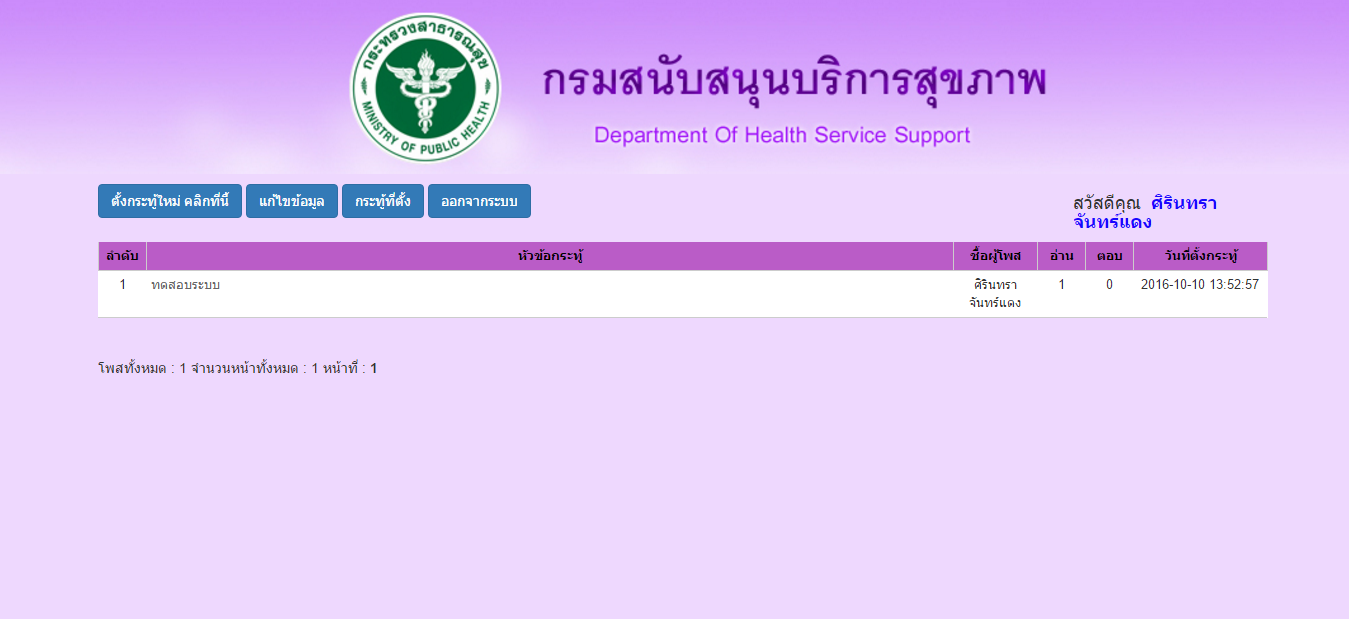 กระทรวงสาธารณสุข
MINISTRY OF PUBLIC HEALTH
กรมสนับสนุนบริการสุขภาพ
Department Of Health Service Support
ตั้งกระทู้ใหม่ คลิกที่นี้ แก้ไขข้อมูล กระทู้ที่ตั้ง ออกจากระบบ
สวัสดีคุณ ศิรินทรา
จันทร์แดง
ลำดับ หัวข้อกระทู้ ชื่อผู้โพส อ่าน ตอบ วันที่ตั้งกระทู้
1 ทดสอบระบบ ศิรินทรา 1 0 2016-10-10 13:52:57
จันทร์แดง
โพสทั้งหมด : 1 จำนวนหน้าทั้งหมด : 1 หน้าที่ : 1